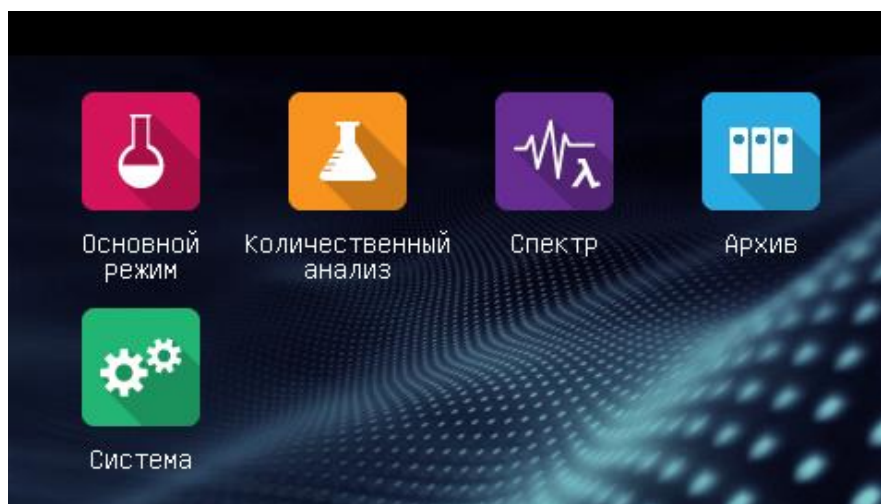 Основной
режим
Количественный
анализ
λ
Спектр
Архив
Система